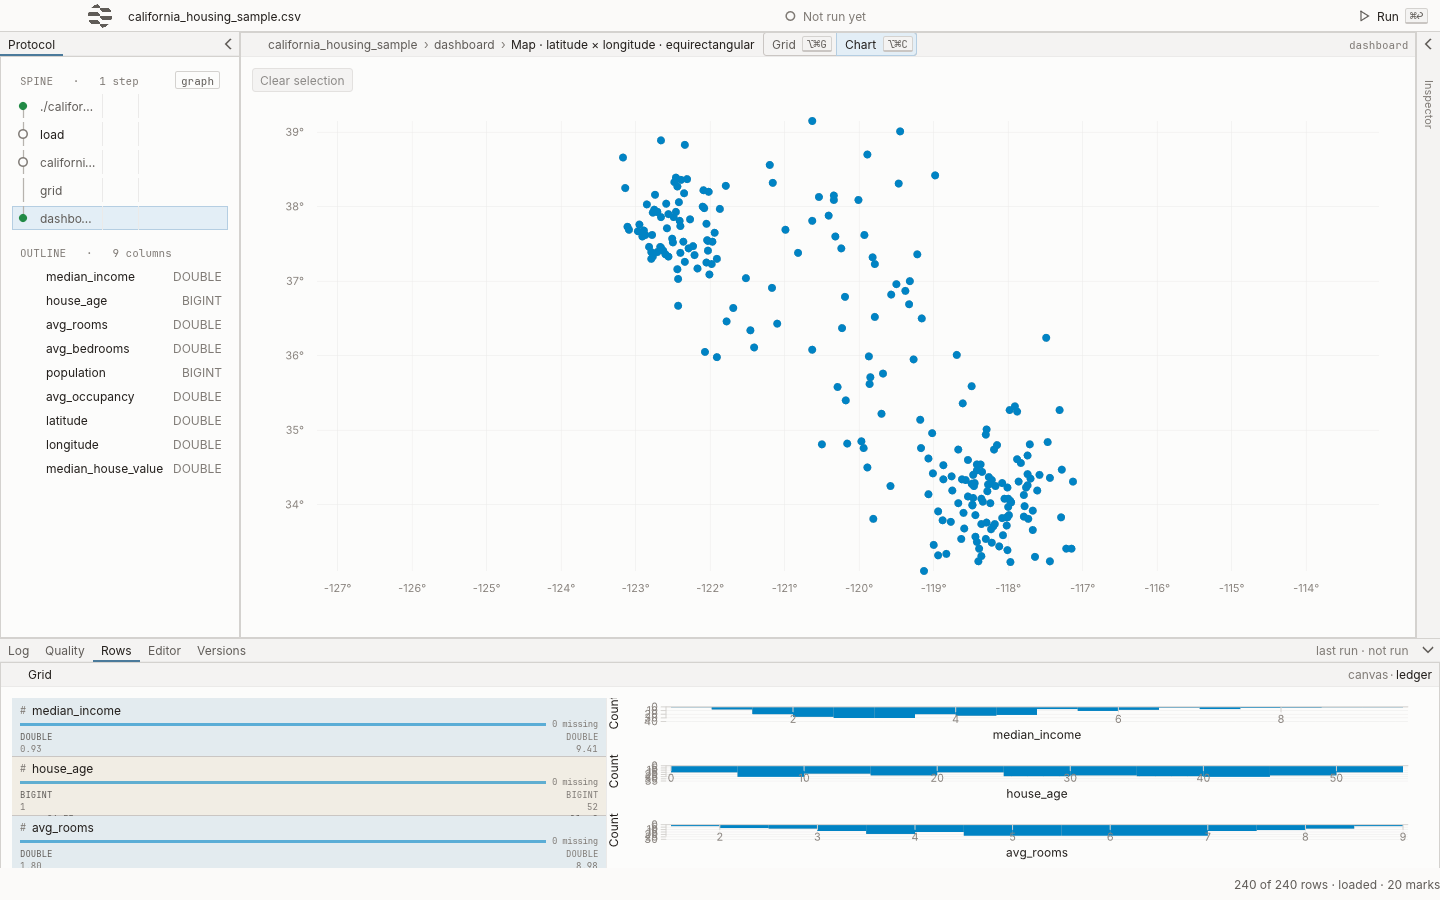 california_housing_sample.csv
Not run yet
Run
Protocol
california_housing_sample › dashboard › Map · latitude × longitude · equirectangular
Grid ⌥⌘G
Chart ⌥⌘C
dashboard
SPINE · 1 step
graph
Clear selection
./califor...
load
californi...
grid
dashbo...
Inspector
OUTLINE · 9 columns
median_income DOUBLE
house_age BIGINT
avg_rooms DOUBLE
avg_bedrooms DOUBLE
population BIGINT
avg_occupancy DOUBLE
latitude DOUBLE
longitude DOUBLE
median_house_value DOUBLE
39°
38°
37°
36°
35°
34°
-127° -126° -125° -124° -123° -122° -121° -120° -119° -118° -117° -116° -115° -114°
Log Quality Rows Editor Versions
last run · not run
Grid
canvas · ledger
# median_income
0 missing
DOUBLE DOUBLE
0.93 9.41
2 4 6 8
median_income
# house_age
0 missing
BIGINT BIGINT
1 52
Count
0 10 20 30 40 50
house_age
# avg_rooms
0 missing
DOUBLE DOUBLE
1.80 8.98
Count
2 3 4 5 6 7 8 9
avg_rooms
240 of 240 rows · loaded · 20 marks